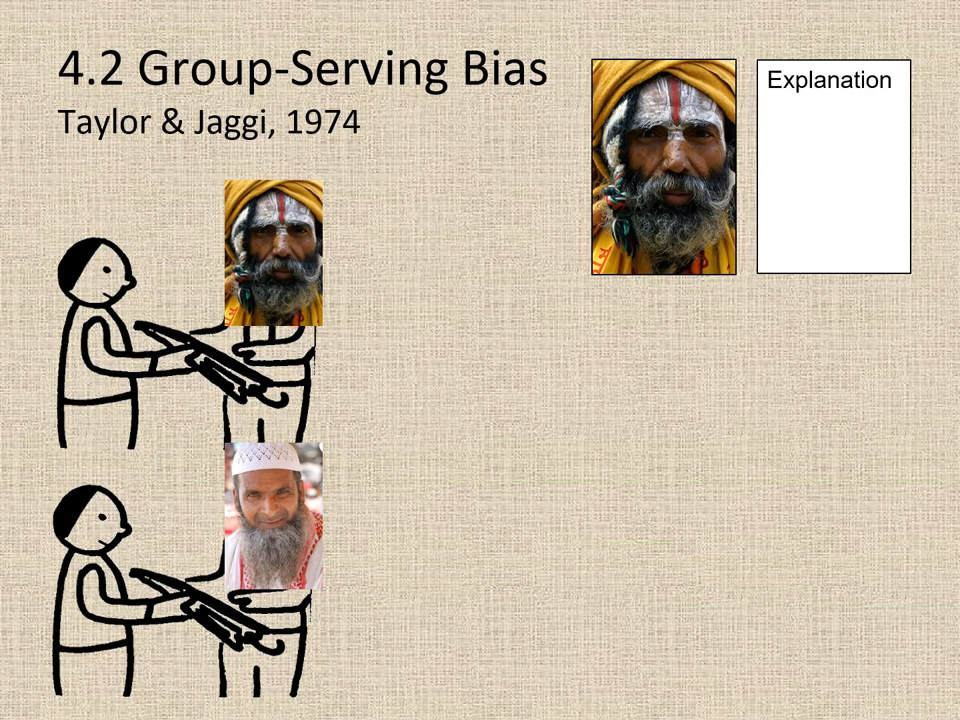 4.2 Group-Serving Bias
Taylor & Jaggi, 1974
Explanation